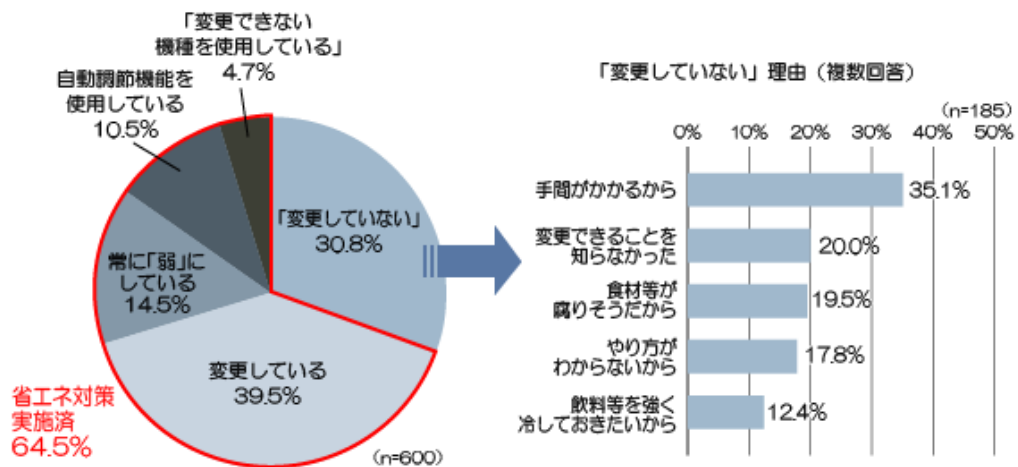 「変更できない
機種を使用している」
4.7%
自動調節機能を
使用している
10.5%
「変更していない」
30.8%
常に「弱」に
している
14.5%
変更している
39.5%
省エネ対策
実施済
64.5%
(n=600)
「変更していない」理由（複数回答）
(n=185)
0% 10% 20% 30% 40% 50%
手間がかかるから 35.1%
変更できることを
知らなかった 20.0%
食材等が
腐りそうだから 19.5%
やり方が
わからないから 17.8%
飲料等を強く
冷しておきたいから 12.4%